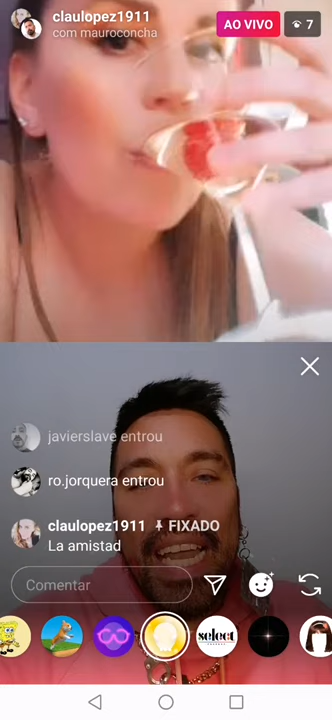 claulopez1911
com mauroconcha
AO VIVO
7
javierslave entrou
ro.jorquera entrou
claulopez1911 FIXADO
La amistad
Comentar
select